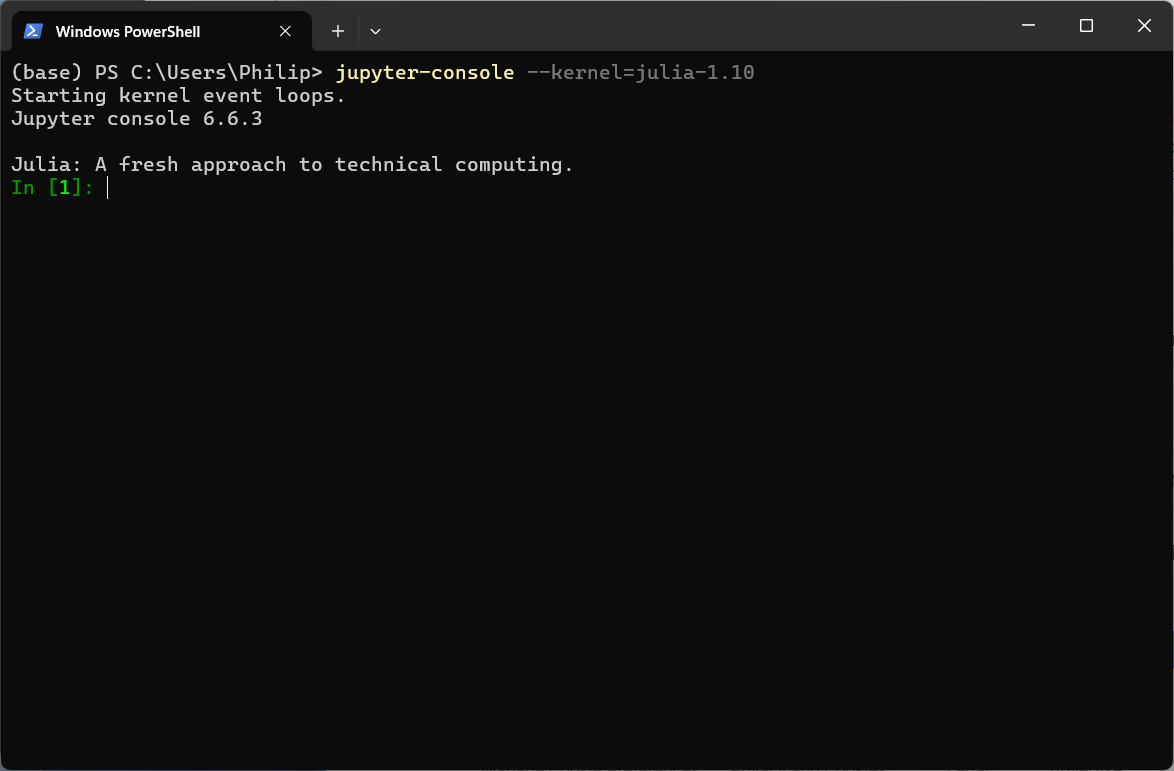 Windows PowerShell
(base) PS C:\Users\Philip> jupyter-console --kernel=julia-1.10
Starting kernel event loops.
Jupyter console 6.6.3
Julia: A fresh approach to technical computing.
In [1]: